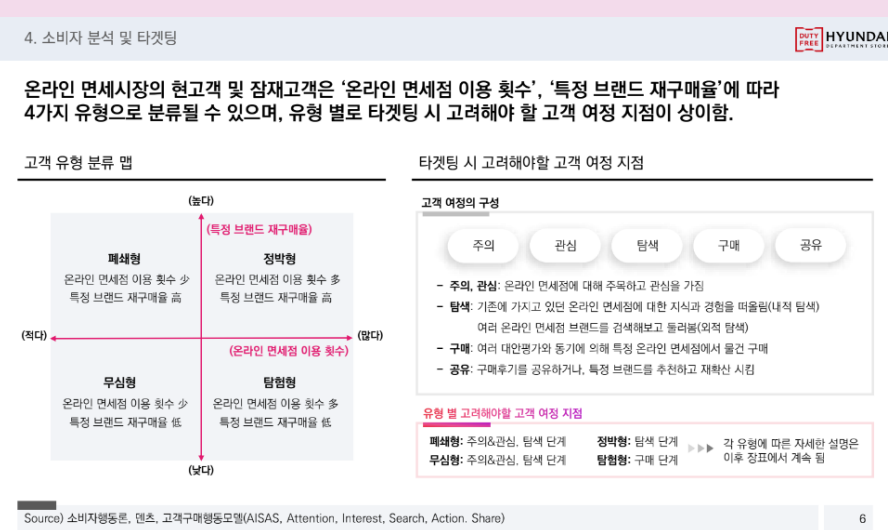 4. 소비자 분석 및 타겟팅
DUTY FREE HYUNDAI
DEPARTMENT STORE
온라인 면세시장의 현고객 및 잠재고객은 ‘온라인 면세점 이용 횟수’, ‘특정 브랜드 재구매율’에 따라
4가지 유형으로 분류될 수 있으며, 유형 별로 타겟팅 시 고려해야 할 고객 여정 지점이 상이함.
고객 유형 분류 맵
(높다)
(특정 브랜드 재구매율)
폐쇄형
온라인 면세점 이용 횟수 少
특정 브랜드 재구매율 高
정박형
온라인 면세점 이용 횟수 多
특정 브랜드 재구매율 高
(적다)
(많다)
(온라인 면세점 이용 횟수)
무심형
온라인 면세점 이용 횟수 少
특정 브랜드 재구매율 低
탐험형
온라인 면세점 이용 횟수 多
특정 브랜드 재구매율 低
(낮다)
타겟팅 시 고려해야할 고객 여정 지점
고객 여정의 구성
주의 관심 탐색 구매 공유
– 주의, 관심: 온라인 면세점에 대해 주목하고 관심을 가짐
– 탐색: 기존에 가지고 있던 온라인 면세점에 대한 지식과 경험을 떠올림(내적 탐색)
여러 온라인 면세점 브랜드를 검색해보고 둘러봄(외적 탐색)
– 구매: 여러 대안평가와 동기에 의해 특정 온라인 면세점에서 물건 구매
– 공유: 구매후기를 공유하거나, 특정 브랜드를 추천하고 재확산 시킴
유형 별 고려해야할 고객 여정 지점
폐쇄형: 주의&관심, 탐색 단계
무심형: 주의&관심, 탐색 단계
정박형: 탐색 단계
탐험형: 구매 단계
각 유형에 따른 자세한 설명은
이후 장표에서 계속 됨
Source) 소비자행동론, 덴츠, 고객구매행동모델(AISAS, Attention, Interest, Search, Action. Share)
6